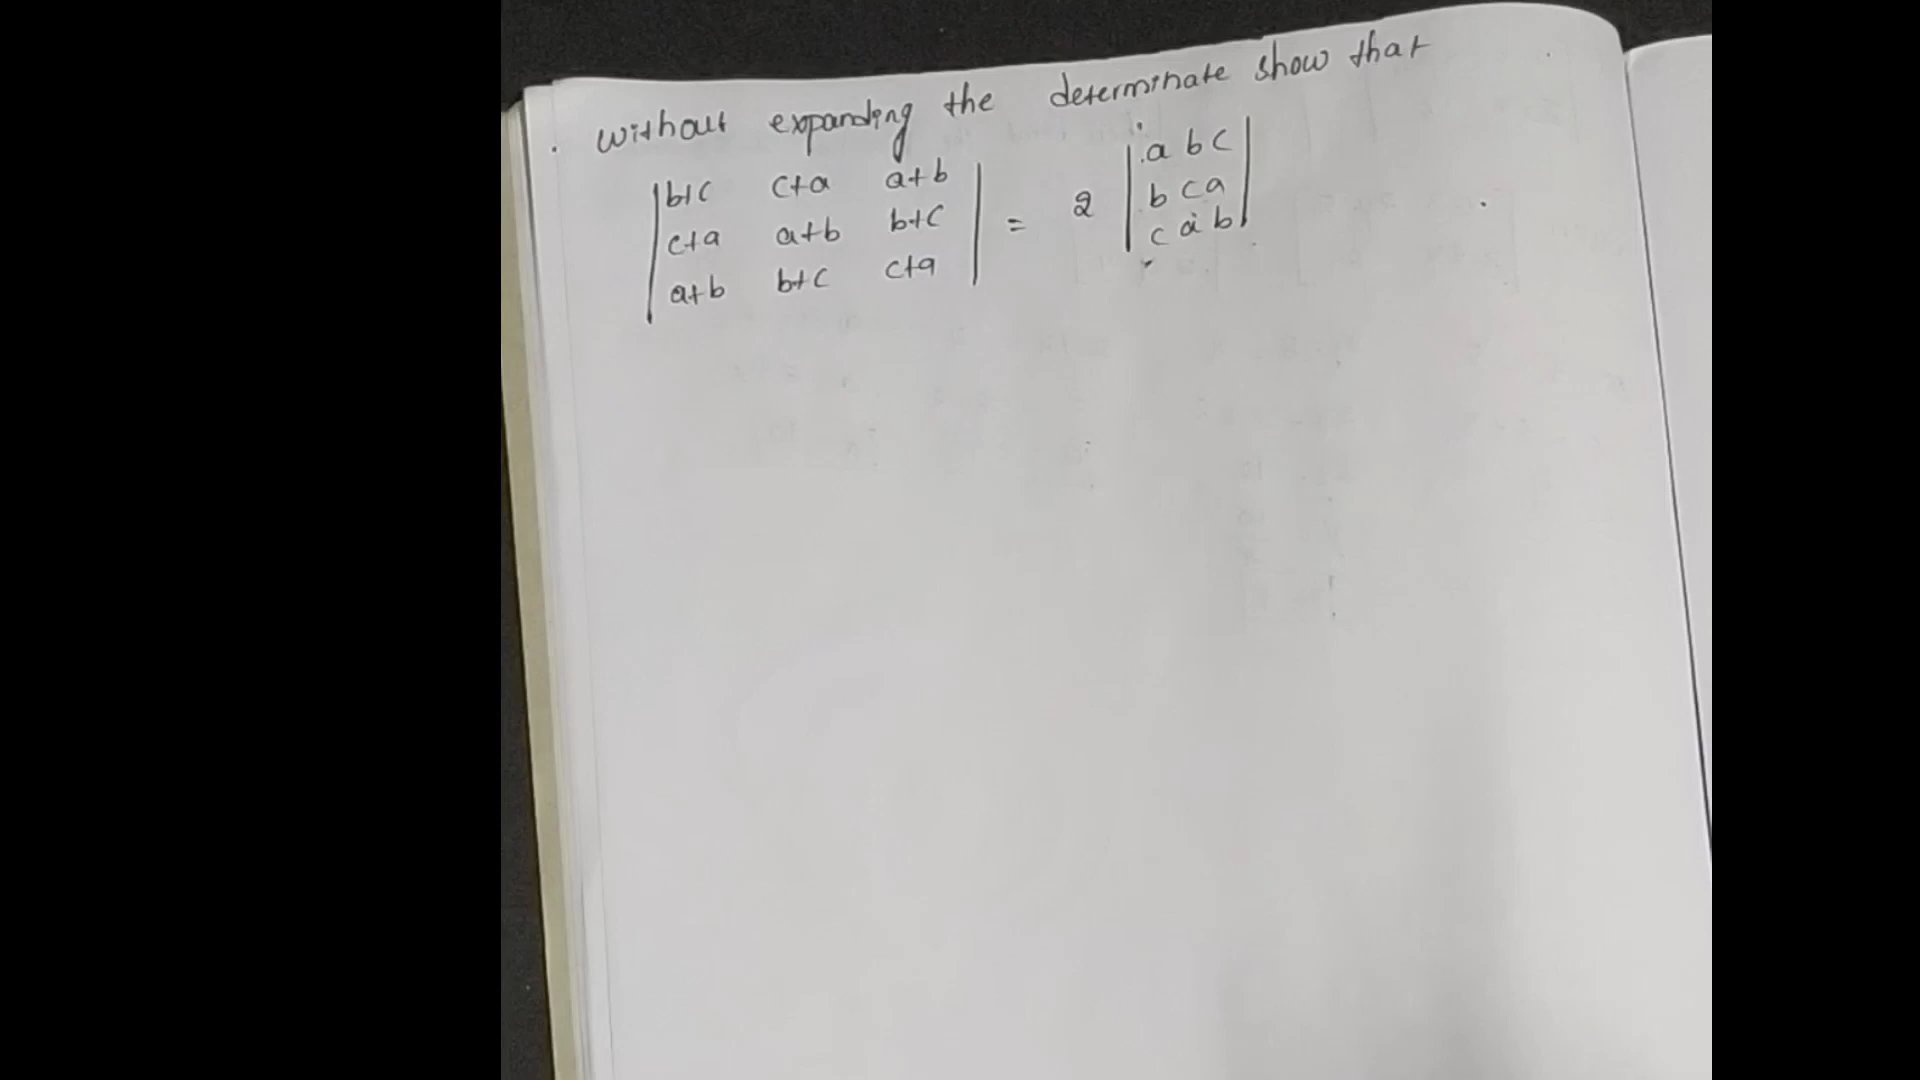 . without expanding the determinate show that
|b+c c+a a+b| = 2 |a b c|
|c+a a+b b+c| |b c a|
|a+b b+c c+a| |c a b|